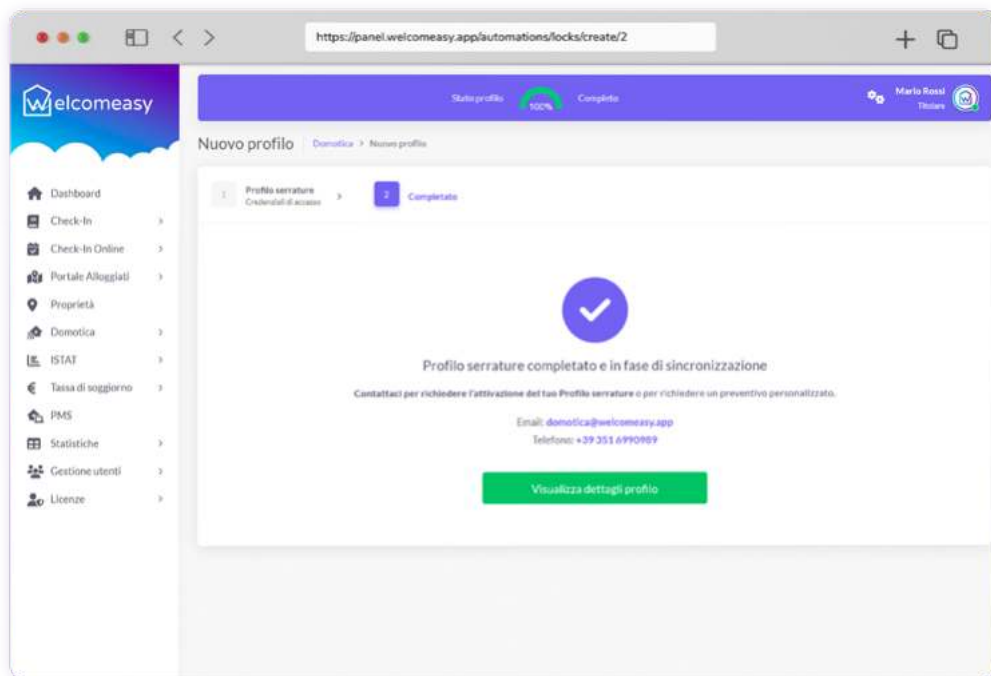 https://panel.welcomeasy.app/automations/locks/create/2
Welcomeasy
Stato profilo 100% Completo
Mario Rossi
Titolare
Nuovo profilo Domotica > Nuovo profilo
1 Profilo serrature > 2 Completato
Credenziali di accesso
Dashboard
Check-In
Check-In Online
Portale Alloggiati
Proprietà
Domotica
ISTAT
Tassa di soggiorno
PMS
Statistiche
Gestione utenti
Licenze
Profilo serrature completato e in fase di sincronizzazione
Contattaci per richiedere l'attivazione del tuo Profilo serrature o per richiedere un preventivo personalizzato.
Email: domotica@welcomeasy.app
Telefono: +39 351 6990989
Visualizza dettagli profilo